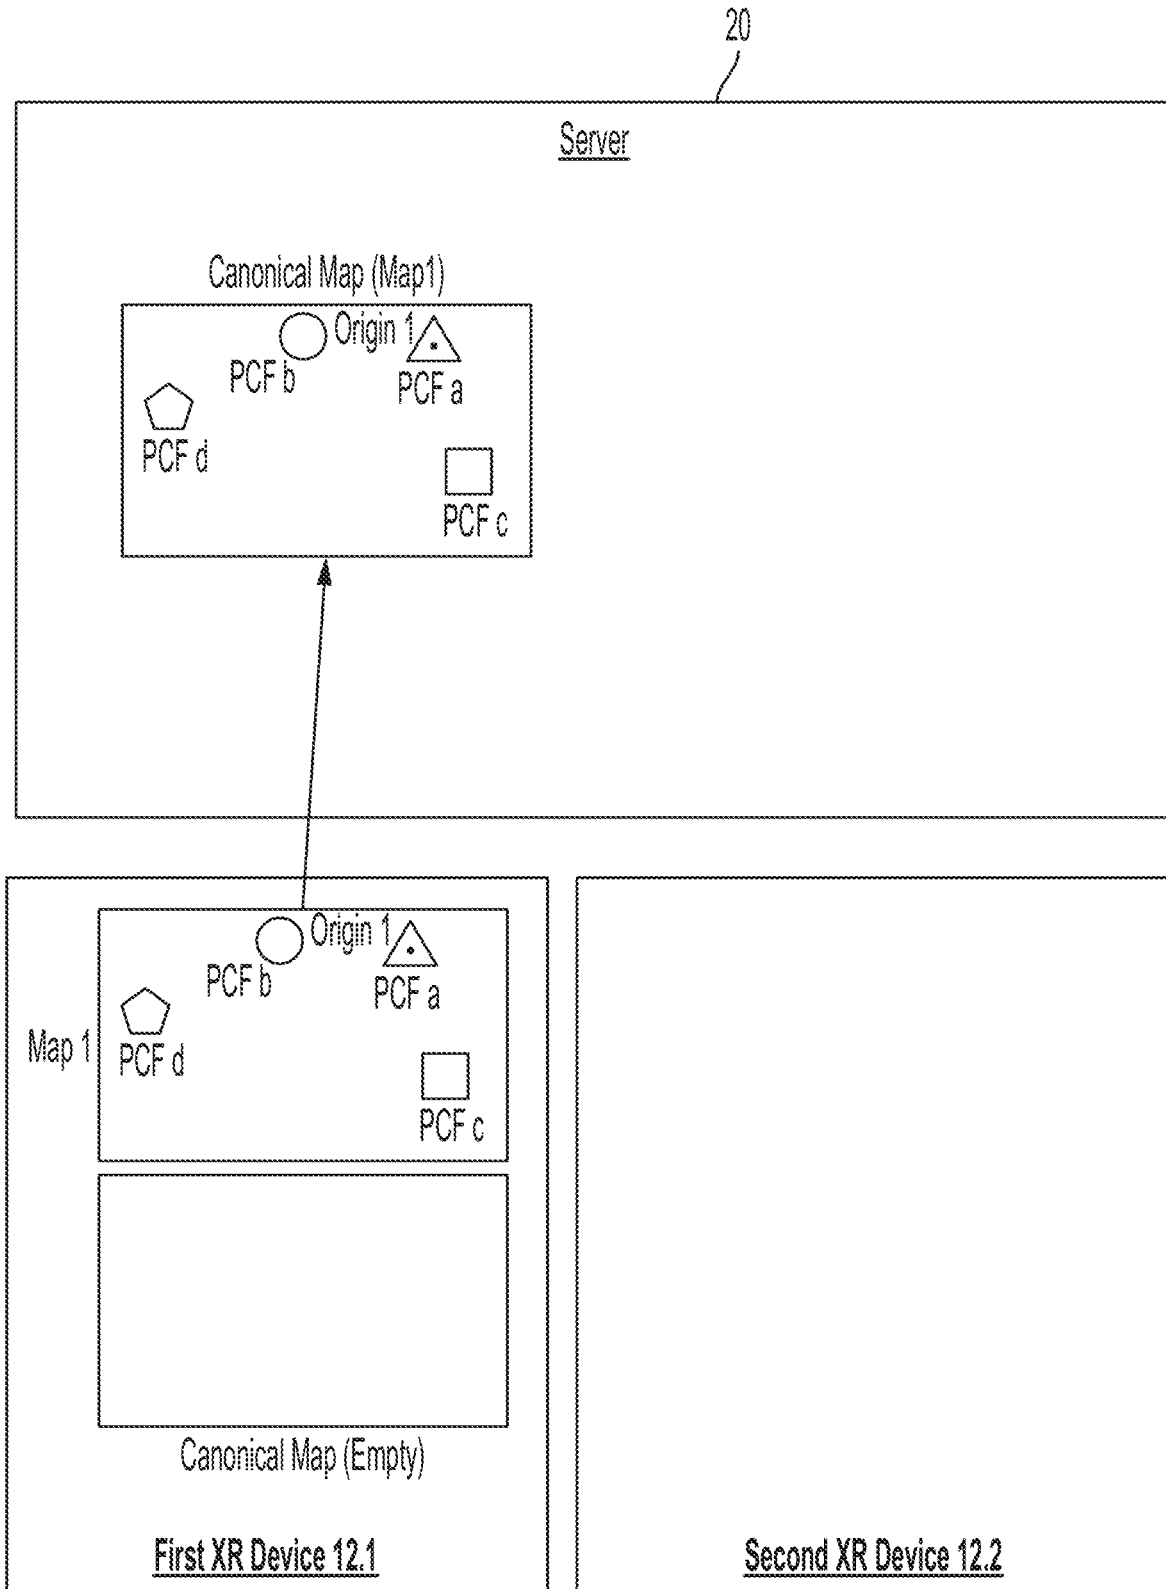 20
Server
Canonical Map (Map1)
Origin 1
PCF b
PCF a
PCF d
PCF c
Origin 1
PCF b
PCF a
Map 1
PCF d
PCF c
Canonical Map (Empty)
First XR Device 12.1
Second XR Device 12.2